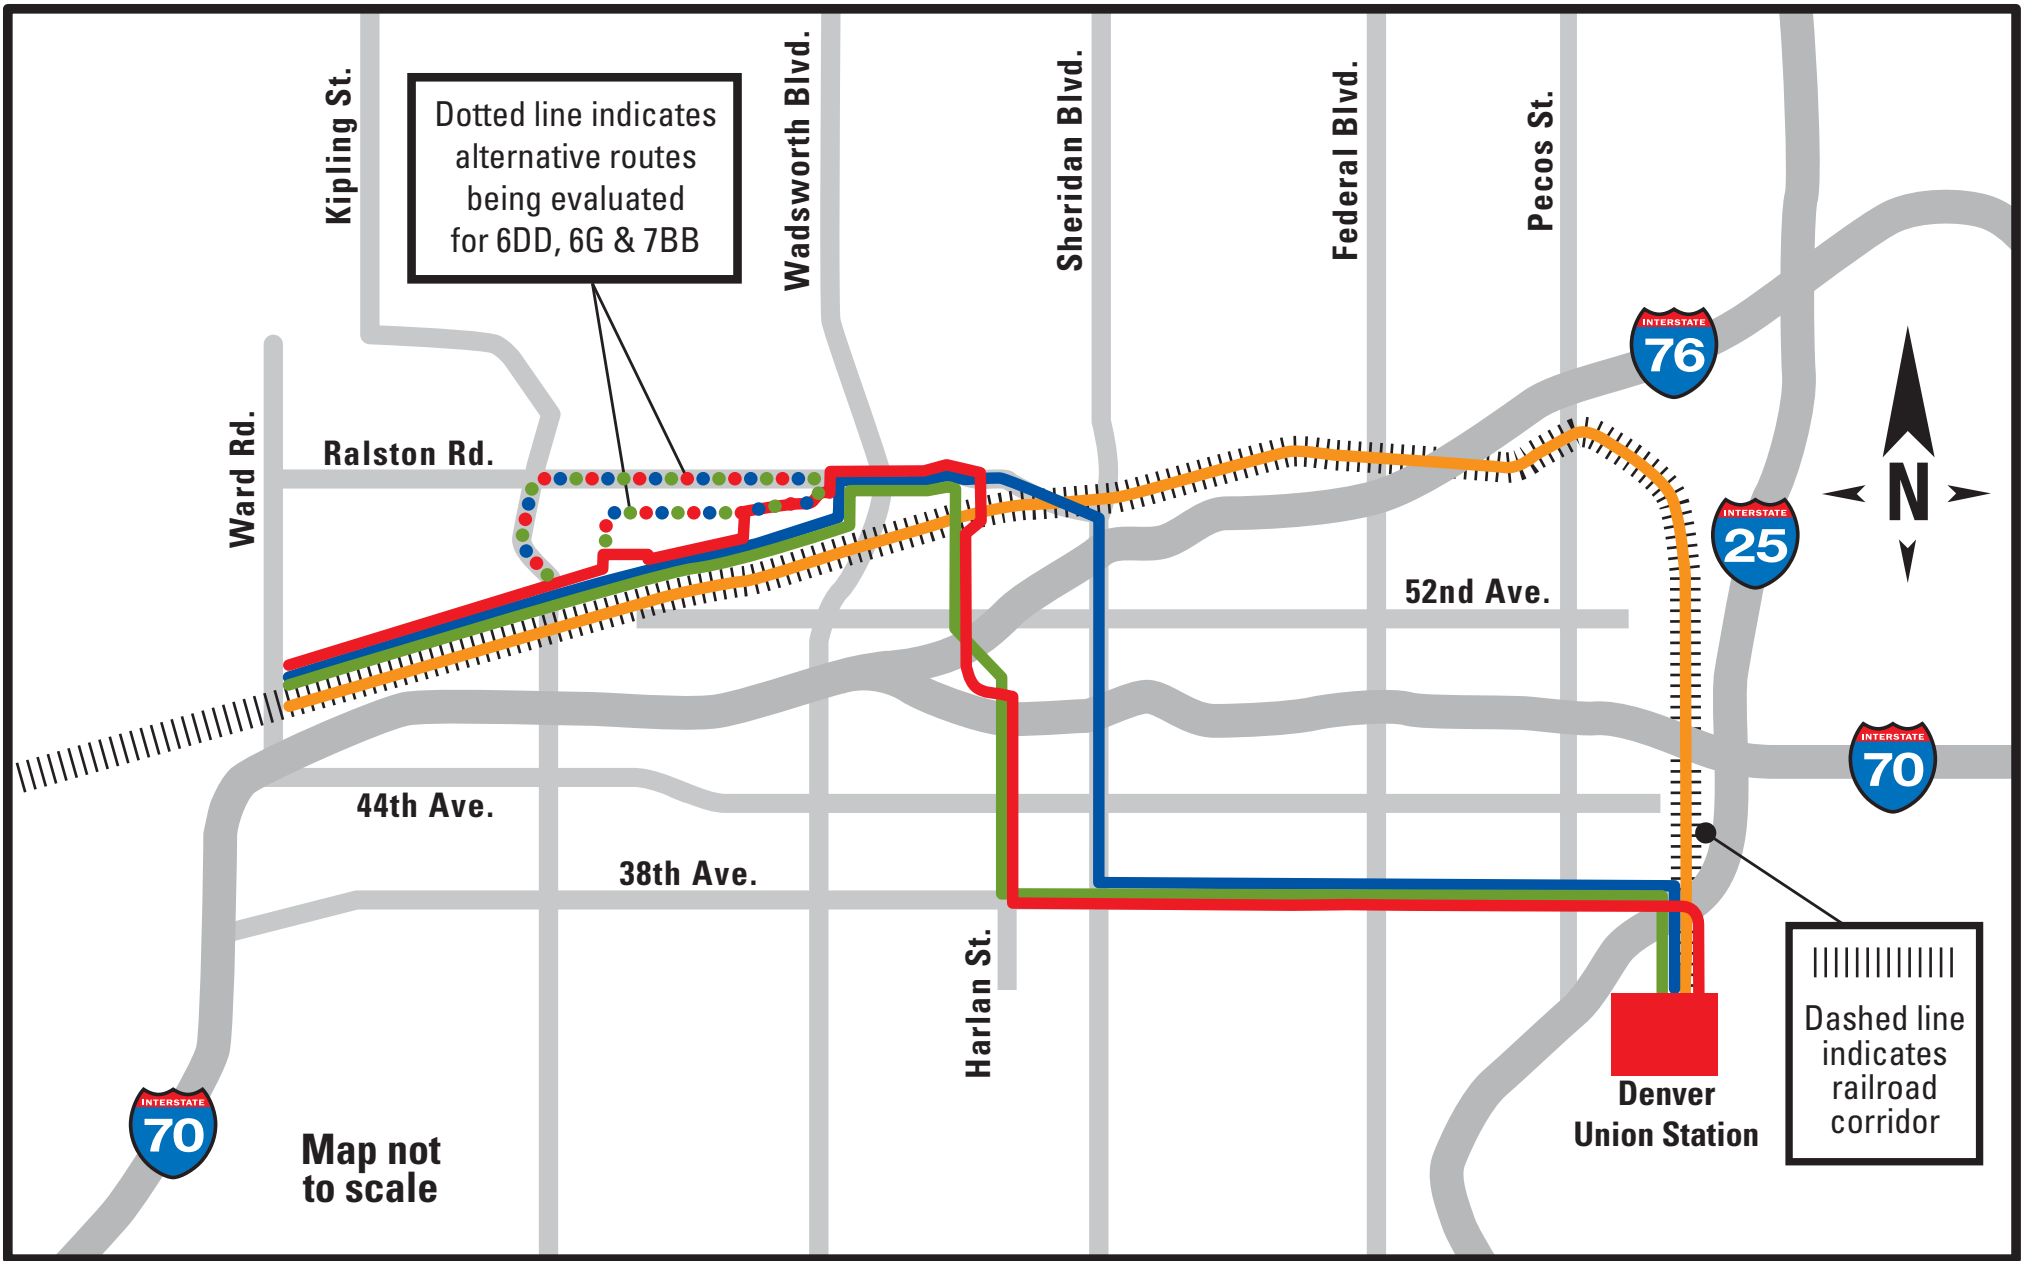 Kipling St.
Dotted line indicates
alternative routes
being evaluated
for 6DD, 6G & 7BB
Wadsworth Blvd.
Sheridan Blvd.
Federal Blvd.
Pecos St.
INTERSTATE
76
Ward Rd.
Ralston Rd.
N
INTERSTATE
25
52nd Ave.
INTERSTATE
70
44th Ave.
38th Ave.
Harlan St.
Dashed line
indicates
railroad
corridor
Denver
Union Station
INTERSTATE
70
Map not
to scale